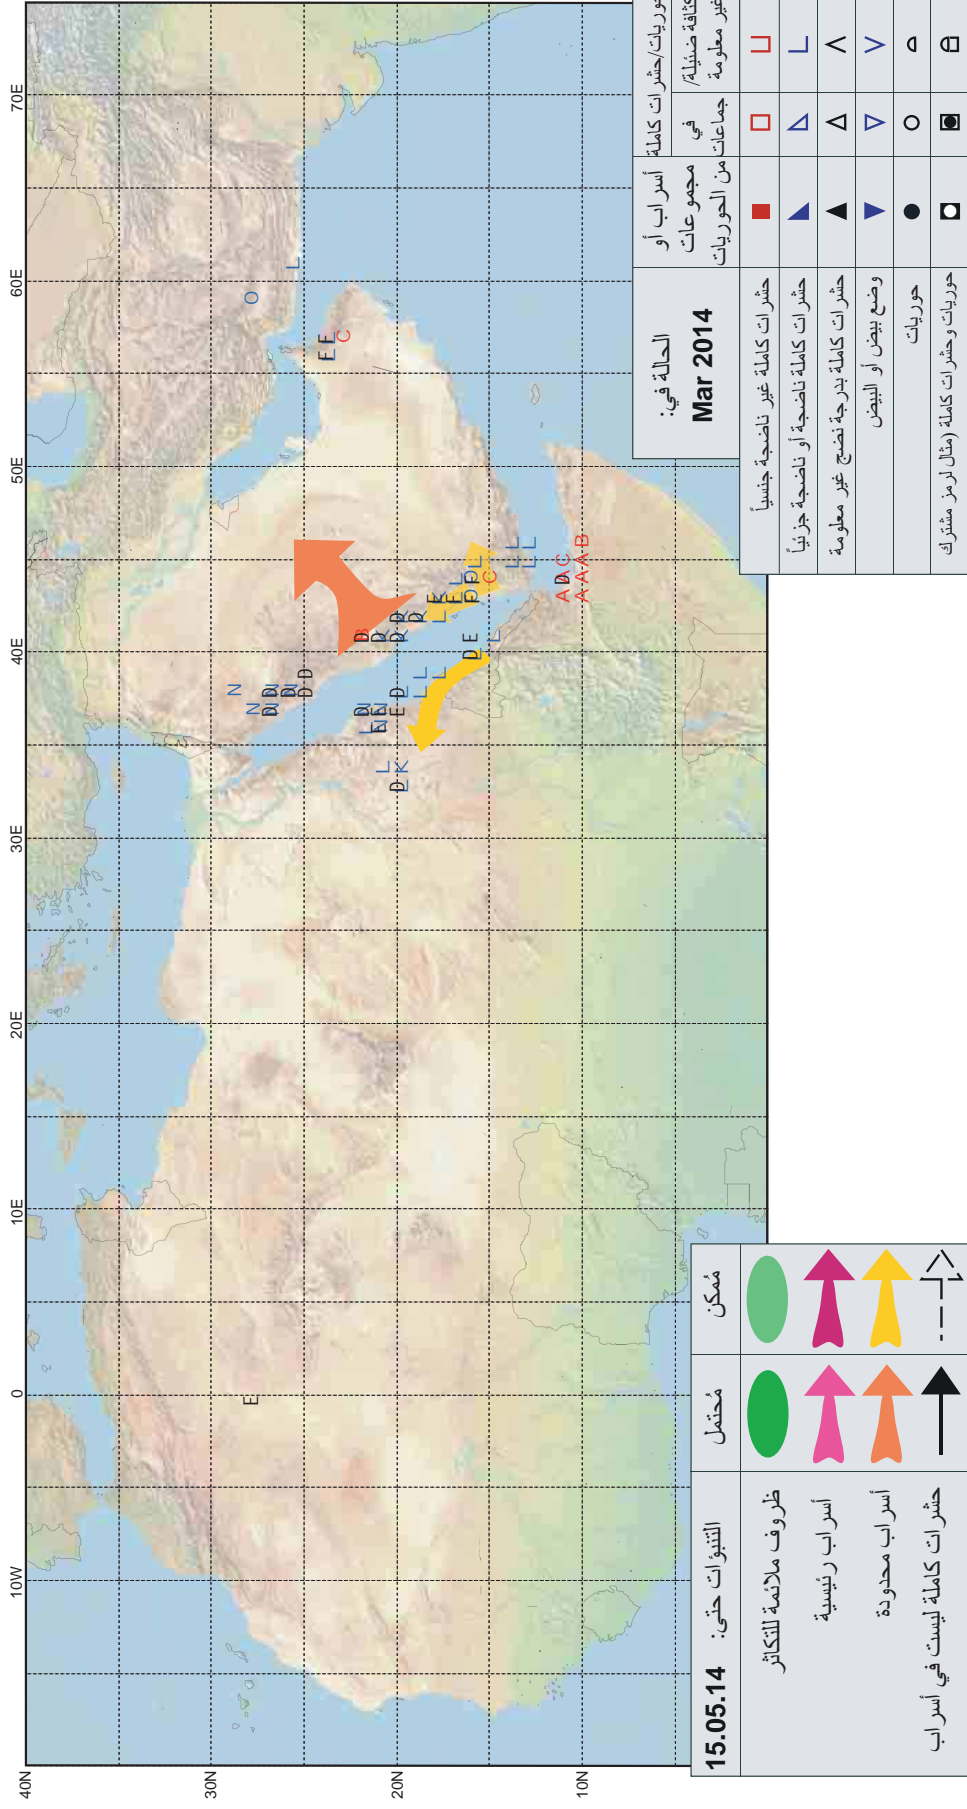 40N
30N
20N
10N
10W
0
10E
20E
30E
40E
50E
60E
70E
الحالة في:
Mar 2014
أسراب أو
مجموعات
من الحوريات
حوريات/حشرات كاملة
في
جماعات
كثافة ضئيلة/
غير معلومة
حشرات كاملة غير ناضجة جنسياً
حشرات كاملة ناضجة أو ناضجة جزئياً
حشرات كاملة بدرجة نضج غير معلومة
وضع بيض أو البيض
حوريات
حوريات وحشرات كاملة (مثال لرمز مشترك
التنبؤات حتى:
15.05.14
مُحتمل
مُمكن
ظروف ملائمة للتكاثر
أسراب رئيسية
أسراب محدودة
حشرات كاملة ليست في أسراب